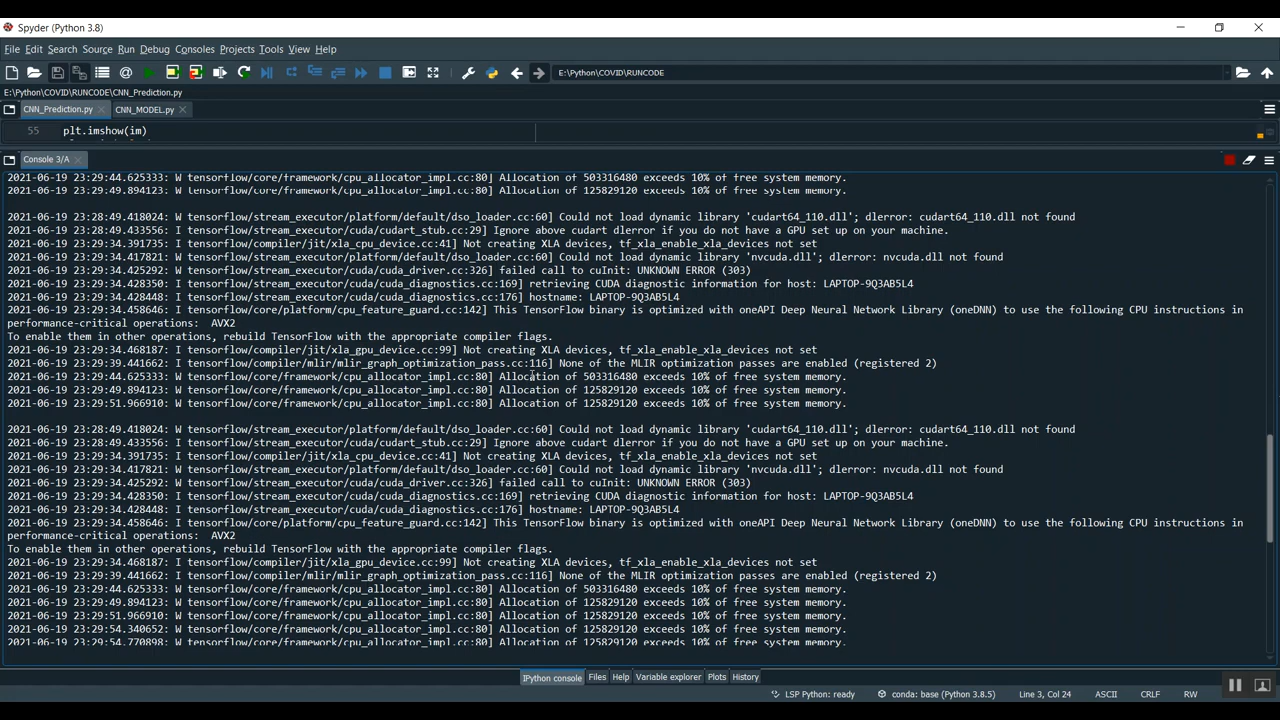 Spyder (Python 3.8)
File Edit Search Source Run Debug Consoles Projects Tools View Help
E:\Python\COVID\RUNCODE
E:\Python\COVID\RUNCODE\CNN_Prediction.py
CNN_Prediction.py CNN_MODEL.py
55 plt.imshow(im)
Console 3/A
2021-06-19 23:29:44.625333: W tensorflow/core/framework/cpu_allocator_impl.cc:80] Allocation of 503316480 exceeds 10% of free system memory.
2021-06-19 23:29:49.894123: W tensorflow/core/framework/cpu_allocator_impl.cc:80] Allocation of 125829120 exceeds 10% of free system memory.
2021-06-19 23:28:49.418024: W tensorflow/stream_executor/platform/default/dso_loader.cc:60] Could not load dynamic library 'cudart64_110.dll'; dlerror: cudart64_110.dll not found
2021-06-19 23:28:49.433556: I tensorflow/stream_executor/cuda/cudart_stub.cc:29] Ignore above cudart dlerror if you do not have a GPU set up on your machine.
2021-06-19 23:29:34.391735: I tensorflow/compiler/jit/xla_cpu_device.cc:41] Not creating XLA devices, tf_xla_enable_xla_devices not set
2021-06-19 23:29:34.417821: W tensorflow/stream_executor/platform/default/dso_loader.cc:60] Could not load dynamic library 'nvcuda.dll'; dlerror: nvcuda.dll not found
2021-06-19 23:29:34.425292: W tensorflow/stream_executor/cuda/cuda_driver.cc:326] failed call to cuInit: UNKNOWN ERROR (303)
2021-06-19 23:29:34.428350: I tensorflow/stream_executor/cuda/cuda_diagnostics.cc:169] retrieving CUDA diagnostic information for host: LAPTOP-9Q3AB5L4
2021-06-19 23:29:34.428448: I tensorflow/stream_executor/cuda/cuda_diagnostics.cc:176] hostname: LAPTOP-9Q3AB5L4
2021-06-19 23:29:34.458646: I tensorflow/core/platform/cpu_feature_guard.cc:142] This TensorFlow binary is optimized with oneAPI Deep Neural Network Library (oneDNN) to use the following CPU instructions in
performance-critical operations:  AVX2
To enable them in other operations, rebuild TensorFlow with the appropriate compiler flags.
2021-06-19 23:29:34.468187: I tensorflow/compiler/jit/xla_gpu_device.cc:99] Not creating XLA devices, tf_xla_enable_xla_devices not set
2021-06-19 23:29:39.441662: I tensorflow/compiler/mlir/mlir_graph_optimization_pass.cc:116] None of the MLIR optimization passes are enabled (registered 2)
2021-06-19 23:29:44.625333: W tensorflow/core/framework/cpu_allocator_impl.cc:80] Allocation of 503316480 exceeds 10% of free system memory.
2021-06-19 23:29:49.894123: W tensorflow/core/framework/cpu_allocator_impl.cc:80] Allocation of 125829120 exceeds 10% of free system memory.
2021-06-19 23:29:51.966910: W tensorflow/core/framework/cpu_allocator_impl.cc:80] Allocation of 125829120 exceeds 10% of free system memory.
2021-06-19 23:28:49.418024: W tensorflow/stream_executor/platform/default/dso_loader.cc:60] Could not load dynamic library 'cudart64_110.dll'; dlerror: cudart64_110.dll not found
2021-06-19 23:28:49.433556: I tensorflow/stream_executor/cuda/cudart_stub.cc:29] Ignore above cudart dlerror if you do not have a GPU set up on your machine.
2021-06-19 23:29:34.391735: I tensorflow/compiler/jit/xla_cpu_device.cc:41] Not creating XLA devices, tf_xla_enable_xla_devices not set
2021-06-19 23:29:34.417821: W tensorflow/stream_executor/platform/default/dso_loader.cc:60] Could not load dynamic library 'nvcuda.dll'; dlerror: nvcuda.dll not found
2021-06-19 23:29:34.425292: W tensorflow/stream_executor/cuda/cuda_driver.cc:326] failed call to cuInit: UNKNOWN ERROR (303)
2021-06-19 23:29:34.428350: I tensorflow/stream_executor/cuda/cuda_diagnostics.cc:169] retrieving CUDA diagnostic information for host: LAPTOP-9Q3AB5L4
2021-06-19 23:29:34.428448: I tensorflow/stream_executor/cuda/cuda_diagnostics.cc:176] hostname: LAPTOP-9Q3AB5L4
2021-06-19 23:29:34.458646: I tensorflow/core/platform/cpu_feature_guard.cc:142] This TensorFlow binary is optimized with oneAPI Deep Neural Network Library (oneDNN) to use the following CPU instructions in
performance-critical operations:  AVX2
To enable them in other operations, rebuild TensorFlow with the appropriate compiler flags.
2021-06-19 23:29:34.468187: I tensorflow/compiler/jit/xla_gpu_device.cc:99] Not creating XLA devices, tf_xla_enable_xla_devices not set
2021-06-19 23:29:39.441662: I tensorflow/compiler/mlir/mlir_graph_optimization_pass.cc:116] None of the MLIR optimization passes are enabled (registered 2)
2021-06-19 23:29:44.625333: W tensorflow/core/framework/cpu_allocator_impl.cc:80] Allocation of 503316480 exceeds 10% of free system memory.
2021-06-19 23:29:49.894123: W tensorflow/core/framework/cpu_allocator_impl.cc:80] Allocation of 125829120 exceeds 10% of free system memory.
2021-06-19 23:29:51.966910: W tensorflow/core/framework/cpu_allocator_impl.cc:80] Allocation of 125829120 exceeds 10% of free system memory.
2021-06-19 23:29:54.340652: W tensorflow/core/framework/cpu_allocator_impl.cc:80] Allocation of 125829120 exceeds 10% of free system memory.
2021-06-19 23:29:54.770898: W tensorflow/core/framework/cpu_allocator_impl.cc:80] Allocation of 125829120 exceeds 10% of free system memory.
IPython console Files Help Variable explorer Plots History
LSP Python: ready conda: base (Python 3.8.5) Line 3, Col 24 ASCII CRLF RW